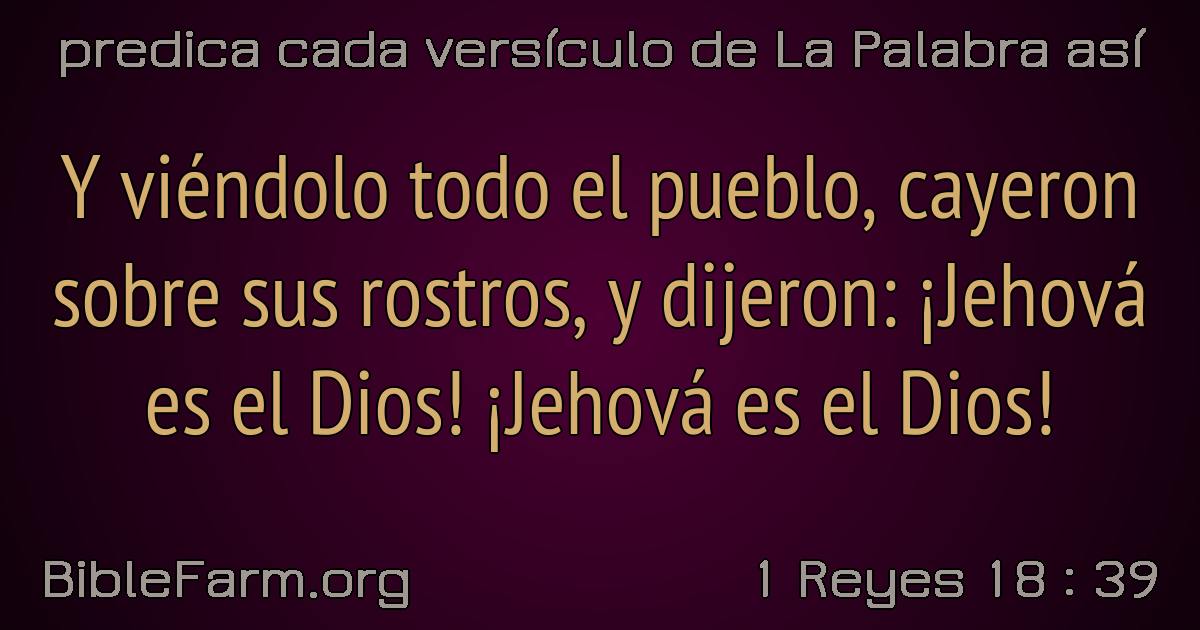 predica cada versículo de La Palabra así
Y viéndolo todo el pueblo, cayeron
sobre sus rostros, y dijeron: ¡Jehová
es el Dios! ¡Jehová es el Dios!
BibleFarm.org
1 Reyes 18 : 39